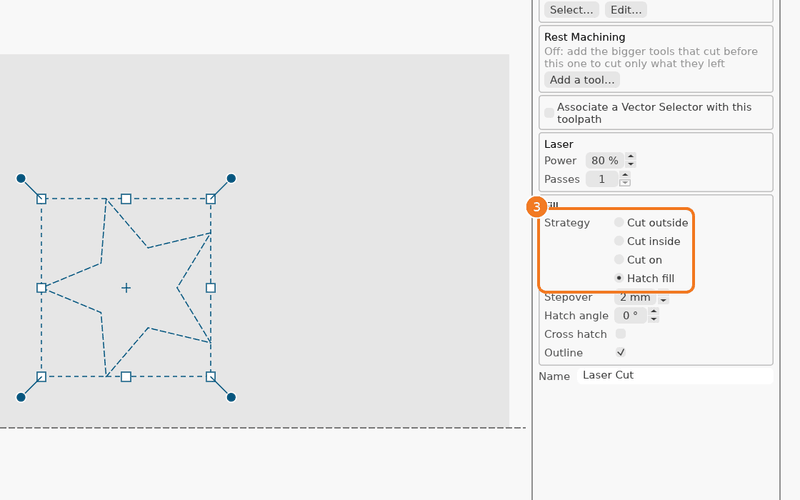 Select... Edit...
Rest Machining
Off: add the bigger tools that cut before
this one to cut only what they left
Add a tool...
Associate a Vector Selector with this
toolpath
Laser
Power 80 %
Passes 1
3
Strategy Cut outside
Cut inside
Cut on
Hatch fill
Stepover 2 mm
Hatch angle 0 °
Cross hatch
Outline
Name Laser Cut